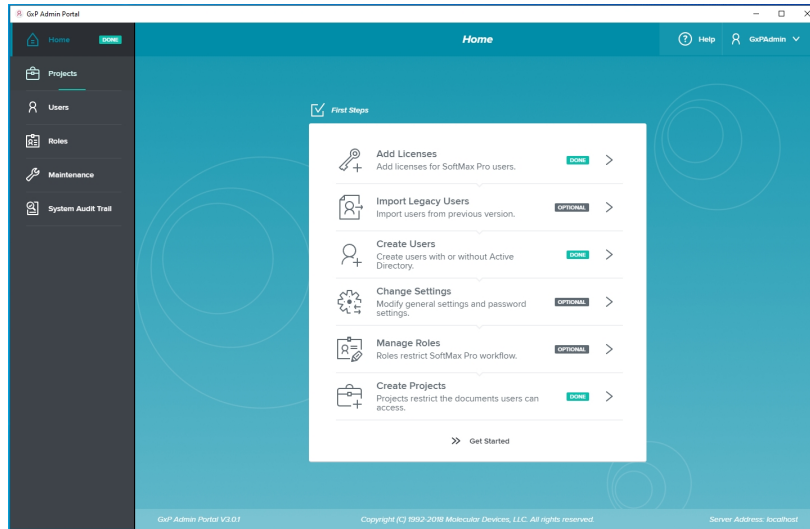 GxP Admin Portal
Home DONE
Home
Help
GxPAdmin
Projects
Users
Roles
Maintenance
System Audit Trail
First Steps
Add Licenses
Add licenses for SoftMax Pro users.
DONE
Import Legacy Users
Import users from previous version.
OPTIONAL
Create Users
Create users with or without Active
Directory.
DONE
Change Settings
Modify general settings and password
settings.
OPTIONAL
Manage Roles
Roles restrict SoftMax Pro workflow.
OPTIONAL
Create Projects
Projects restrict the documents users can
access.
DONE
Get Started
GxP Admin Portal V3.0.1
Copyright (C) 1992-2018 Molecular Devices, LLC. All rights reserved.
Server Address: localhost